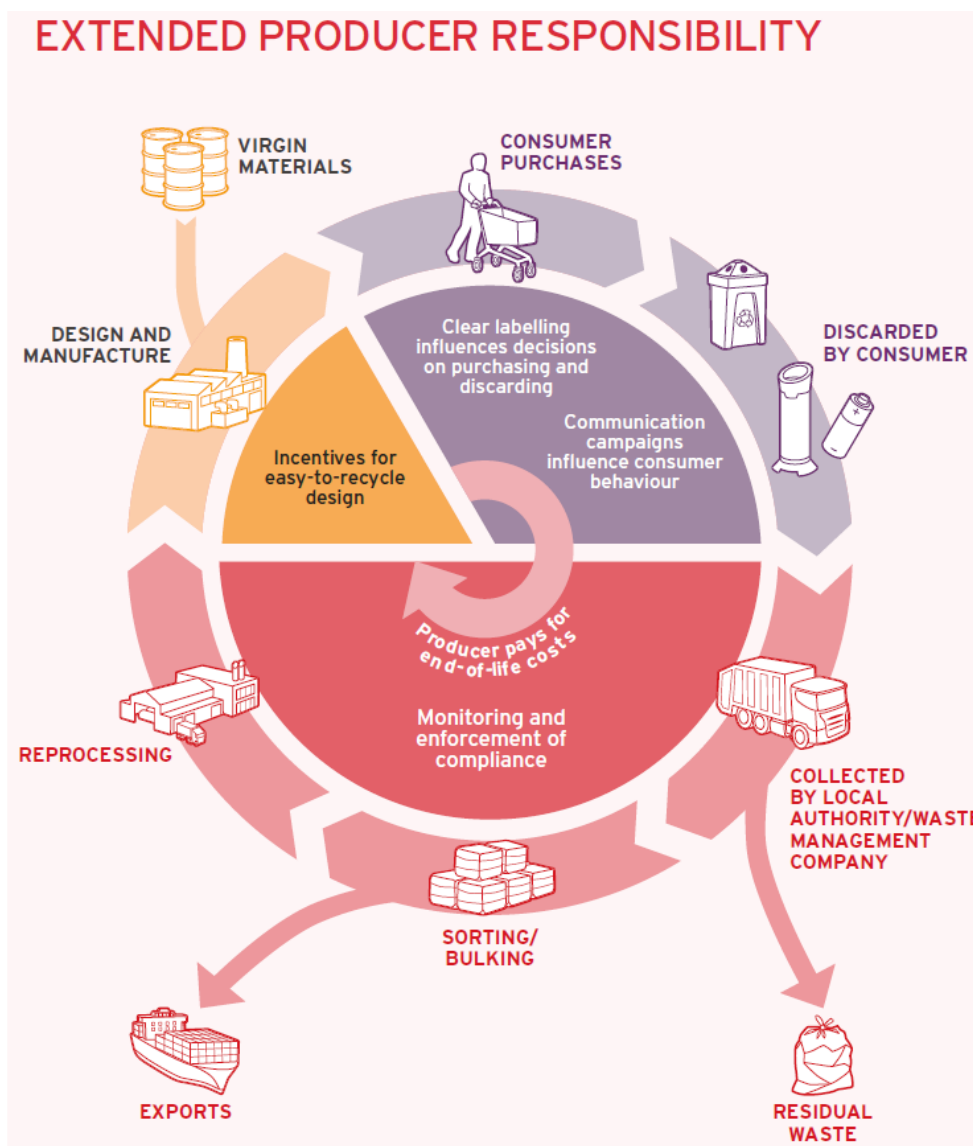 EXTENDED PRODUCER RESPONSIBILITY
VIRGIN
MATERIALS
CONSUMER
PURCHASES
DESIGN AND
MANUFACTURE
DISCARDED
BY CONSUMER
Clear labelling
influences decisions
on purchasing and
discarding
Communication
campaigns
influence consumer
behaviour
Incentives for
easy-to-recycle
design
Producer pays for
end-of-life costs
Monitoring and
enforcement of
compliance
REPROCESSING
COLLECTED
BY LOCAL
AUTHORITY/WASTE
MANAGEMENT
COMPANY
SORTING/
BULKING
EXPORTS
RESIDUAL
WASTE